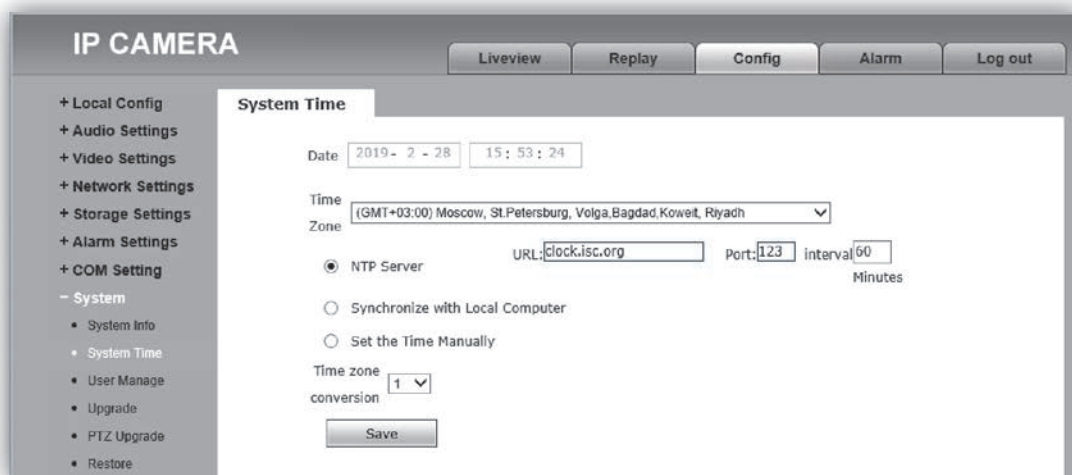 IP CAMERA
Liveview
Replay
Config
Alarm
Log out
+ Local Config
+ Audio Settings
+ Video Settings
+ Network Settings
+ Storage Settings
+ Alarm Settings
+ COM Setting
− System
• System Info
• System Time
• User Manage
• Upgrade
• PTZ Upgrade
• Restore
System Time
Date 2019- 2 - 28 15: 53: 24
Time Zone (GMT+03:00) Moscow, St.Petersburg, Volga,Bagdad,Koweit, Riyadh
NTP Server URL: clock.isc.org Port: 123 interval 60 Minutes
Synchronize with Local Computer
Set the Time Manually
Time zone conversion 1
Save